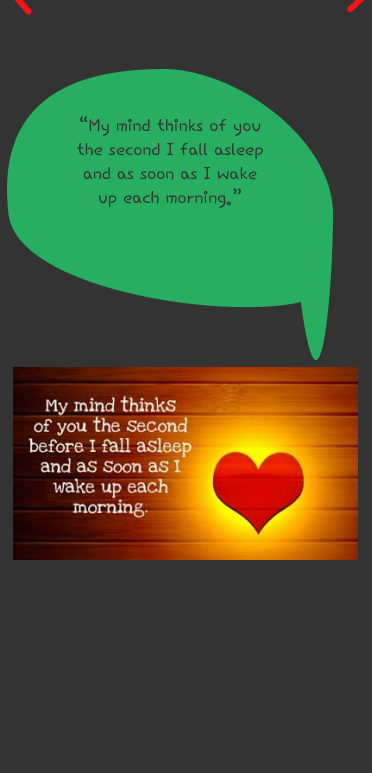 “My mind thinks of you
the second I fall asleep
and as soon as I wake
up each morning.”
My mind thinks
of you the second
before I fall asleep
and as soon as I
wake up each
morning.